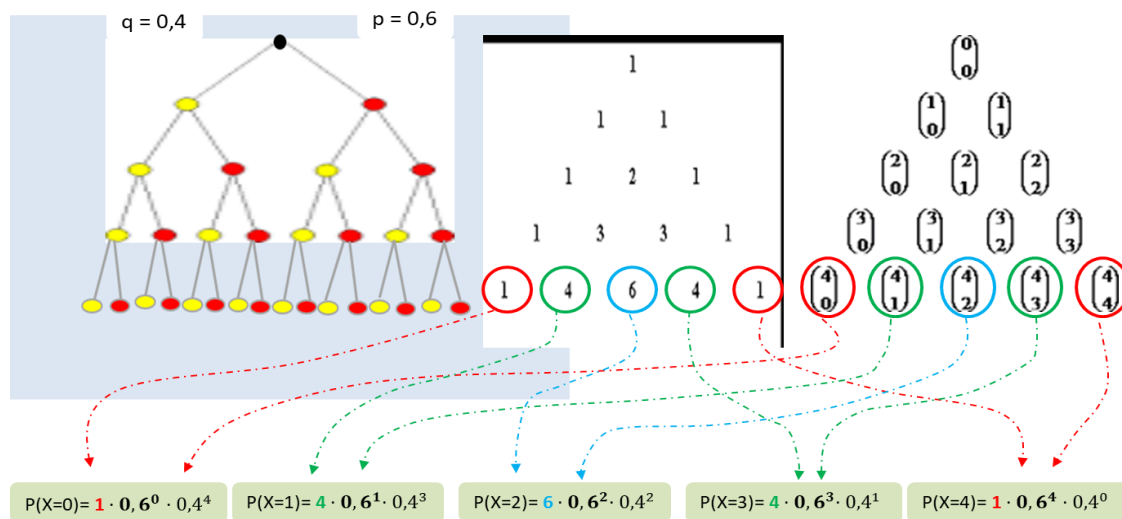 q = 0,4 p = 0,6
1
1 1
1 2 1
1 3 3 1
1 4 6 4 1
(0 0)
(1 0) (1 1)
(2 0) (2 1) (2 2)
(3 0) (3 1) (3 2) (3 3)
(4 0) (4 1) (4 2) (4 3) (4 4)
P(X=0)= 1 · 0,6⁰ · 0,4⁴
P(X=1)= 4 · 0,6¹ · 0,4³
P(X=2)= 6 · 0,6² · 0,4²
P(X=3)= 4 · 0,6³ · 0,4¹
P(X=4)= 1 · 0,6⁴ · 0,4⁰